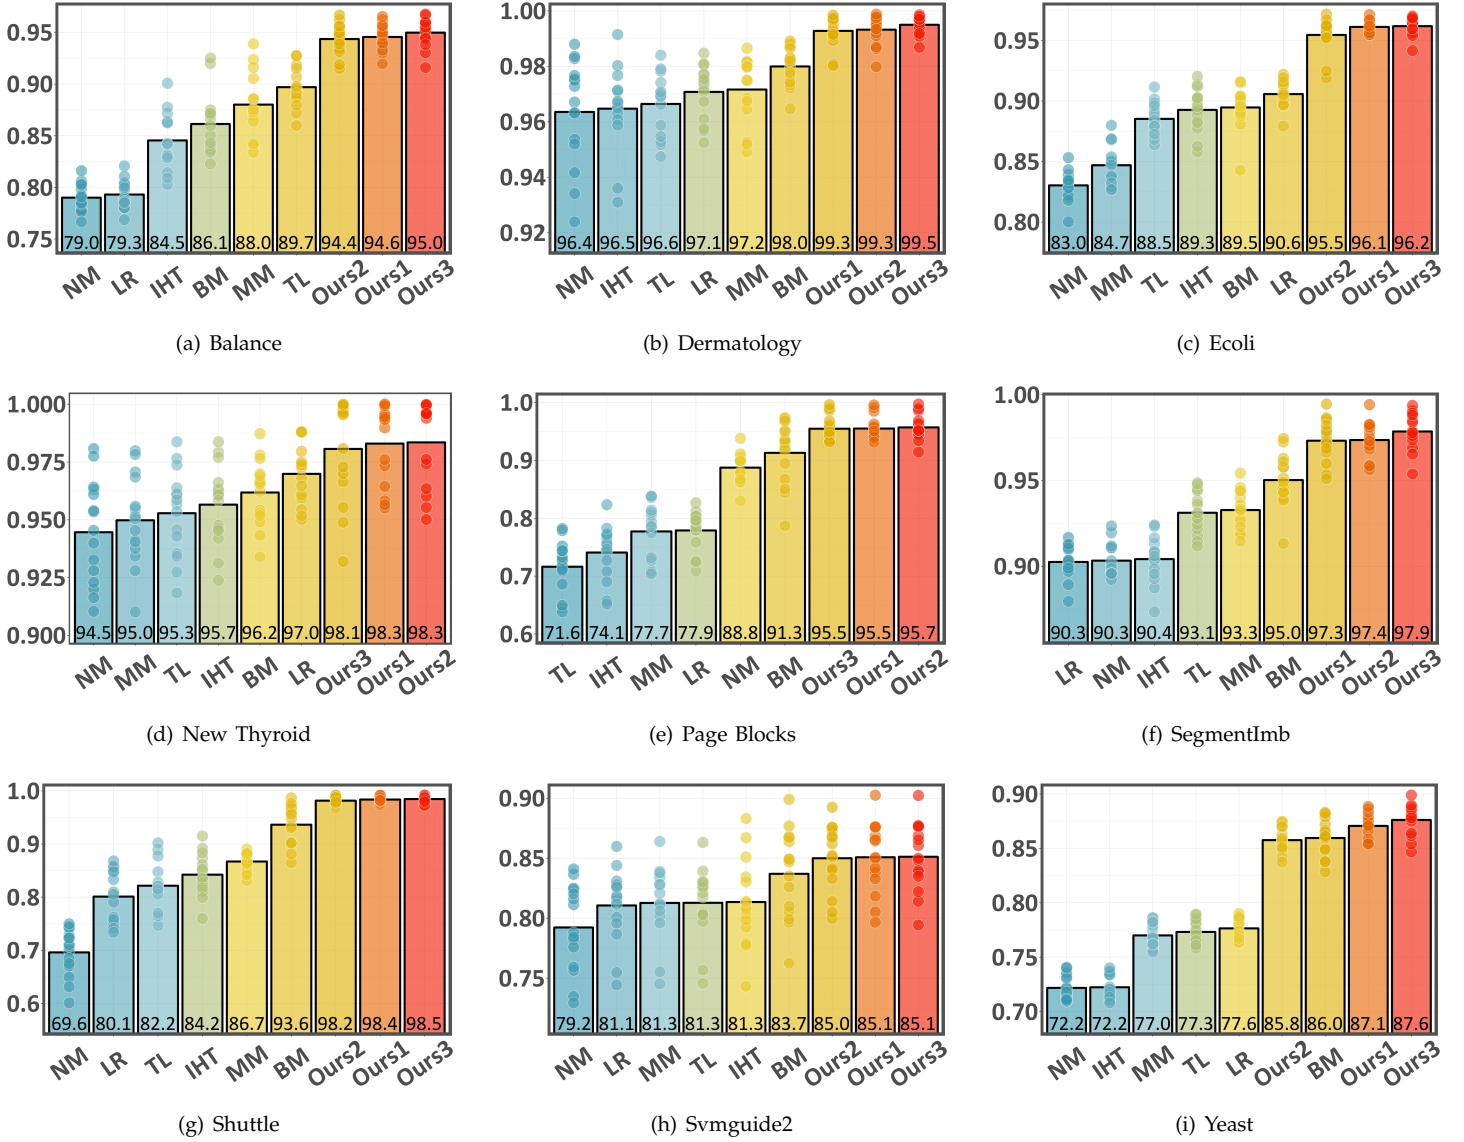 0.95
0.90
0.85
0.80
0.75
79.0 79.3 84.5 86.1 88.0 89.7 94.4 94.6 95.0
NM LR IHT BM MM TL Ours2 Ours1 Ours3
(a) Balance
1.00
0.98
0.96
0.94
0.92
96.4 96.5 96.6 97.1 97.2 98.0 99.3 99.3 99.5
NM IHT TL LR MM BM Ours1 Ours2 Ours3
(b) Dermatology
0.95
0.90
0.85
0.80
83.0 84.7 88.5 89.3 89.5 90.6 95.5 96.1 96.2
NM MM TL IHT BM LR Ours2 Ours1 Ours3
(c) Ecoli
1.000
0.975
0.950
0.925
0.900
94.5 95.0 95.3 95.7 96.2 97.0 98.1 98.3 98.3
NM MM TL IHT BM LR Ours3 Ours1 Ours2
(d) New Thyroid
1.0
0.9
0.8
0.7
0.6
71.6 74.1 77.7 77.9 88.8 91.3 95.5 95.5 95.7
TL IHT MM LR NM BM Ours3 Ours1 Ours2
(e) Page Blocks
1.00
0.95
0.90
90.3 90.3 90.4 93.1 93.3 95.0 97.3 97.4 97.9
LR NM IHT TL MM BM Ours1 Ours2 Ours3
(f) SegmentImb
1.0
0.9
0.8
0.7
0.6
69.6 80.1 82.2 84.2 86.7 93.6 98.2 98.4 98.5
NM LR TL IHT MM BM Ours2 Ours1 Ours3
(g) Shuttle
0.90
0.85
0.80
0.75
79.2 81.1 81.3 81.3 81.3 83.7 85.0 85.1 85.1
NM LR MM TL IHT BM Ours2 Ours1 Ours3
(h) Svmguide2
0.90
0.85
0.80
0.75
0.70
72.2 72.2 77.0 77.3 77.6 85.8 86.0 87.1 87.6
NM IHT MM TL LR Ours2 BM Ours1 Ours3
(i) Yeast